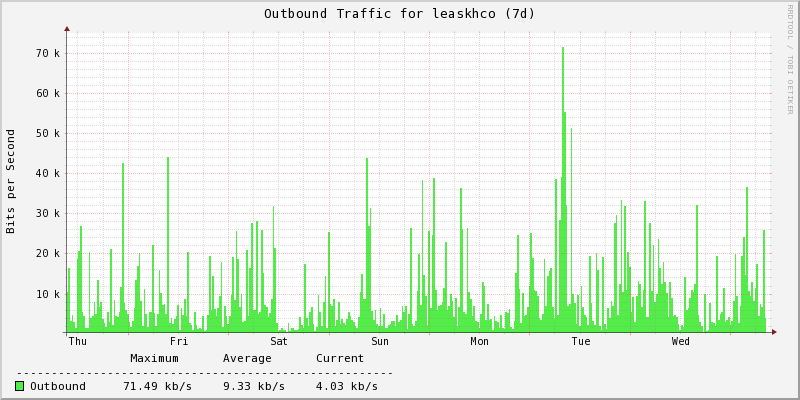 Outbound Traffic for leaskhco (7d)
RRDTOOL / TOBI OETIKER
Bits per Second
70 k
60 k
50 k
40 k
30 k
20 k
10 k
Thu Fri Sat Sun Mon Tue Wed
Maximum Average Current
Outbound 71.49 kb/s 9.33 kb/s 4.03 kb/s